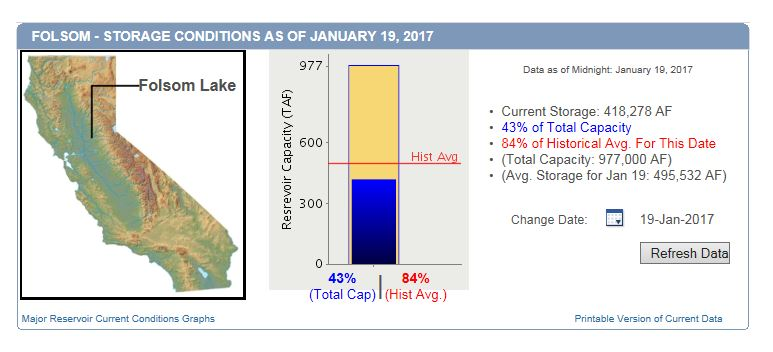 FOLSOM - STORAGE CONDITIONS AS OF JANUARY 19, 2017
Folsom Lake
Resrevoir Capacity (TAF)
977
600
300
0
Hist Avg
43%
(Total Cap)
84%
(Hist Avg.)
Data as of Midnight: January 19, 2017
• Current Storage: 418,278 AF
• 43% of Total Capacity
• 84% of Historical Avg. For This Date
• (Total Capacity: 977,000 AF)
• (Avg. Storage for Jan 19: 495,532 AF)
Change Date: 19-Jan-2017
Refresh Data
Major Reservoir Current Conditions Graphs
Printable Version of Current Data